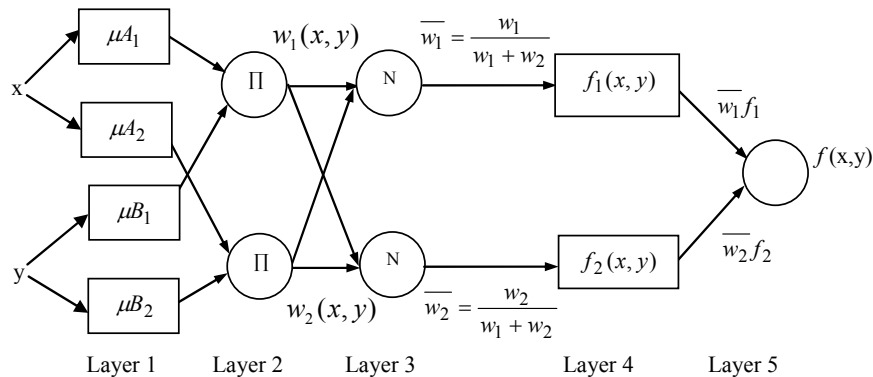 μA₁
w₁(x, y)
w̅₁ = w₁ / (w₁ + w₂)
x
Π
N
f₁(x, y)
w̅₁f₁
μA₂
f(x,y)
μB₁
w̅₂f₂
y
Π
N
f₂(x, y)
μB₂
w₂(x, y)
w̅₂ = w₂ / (w₁ + w₂)
Layer 1 Layer 2 Layer 3 Layer 4 Layer 5